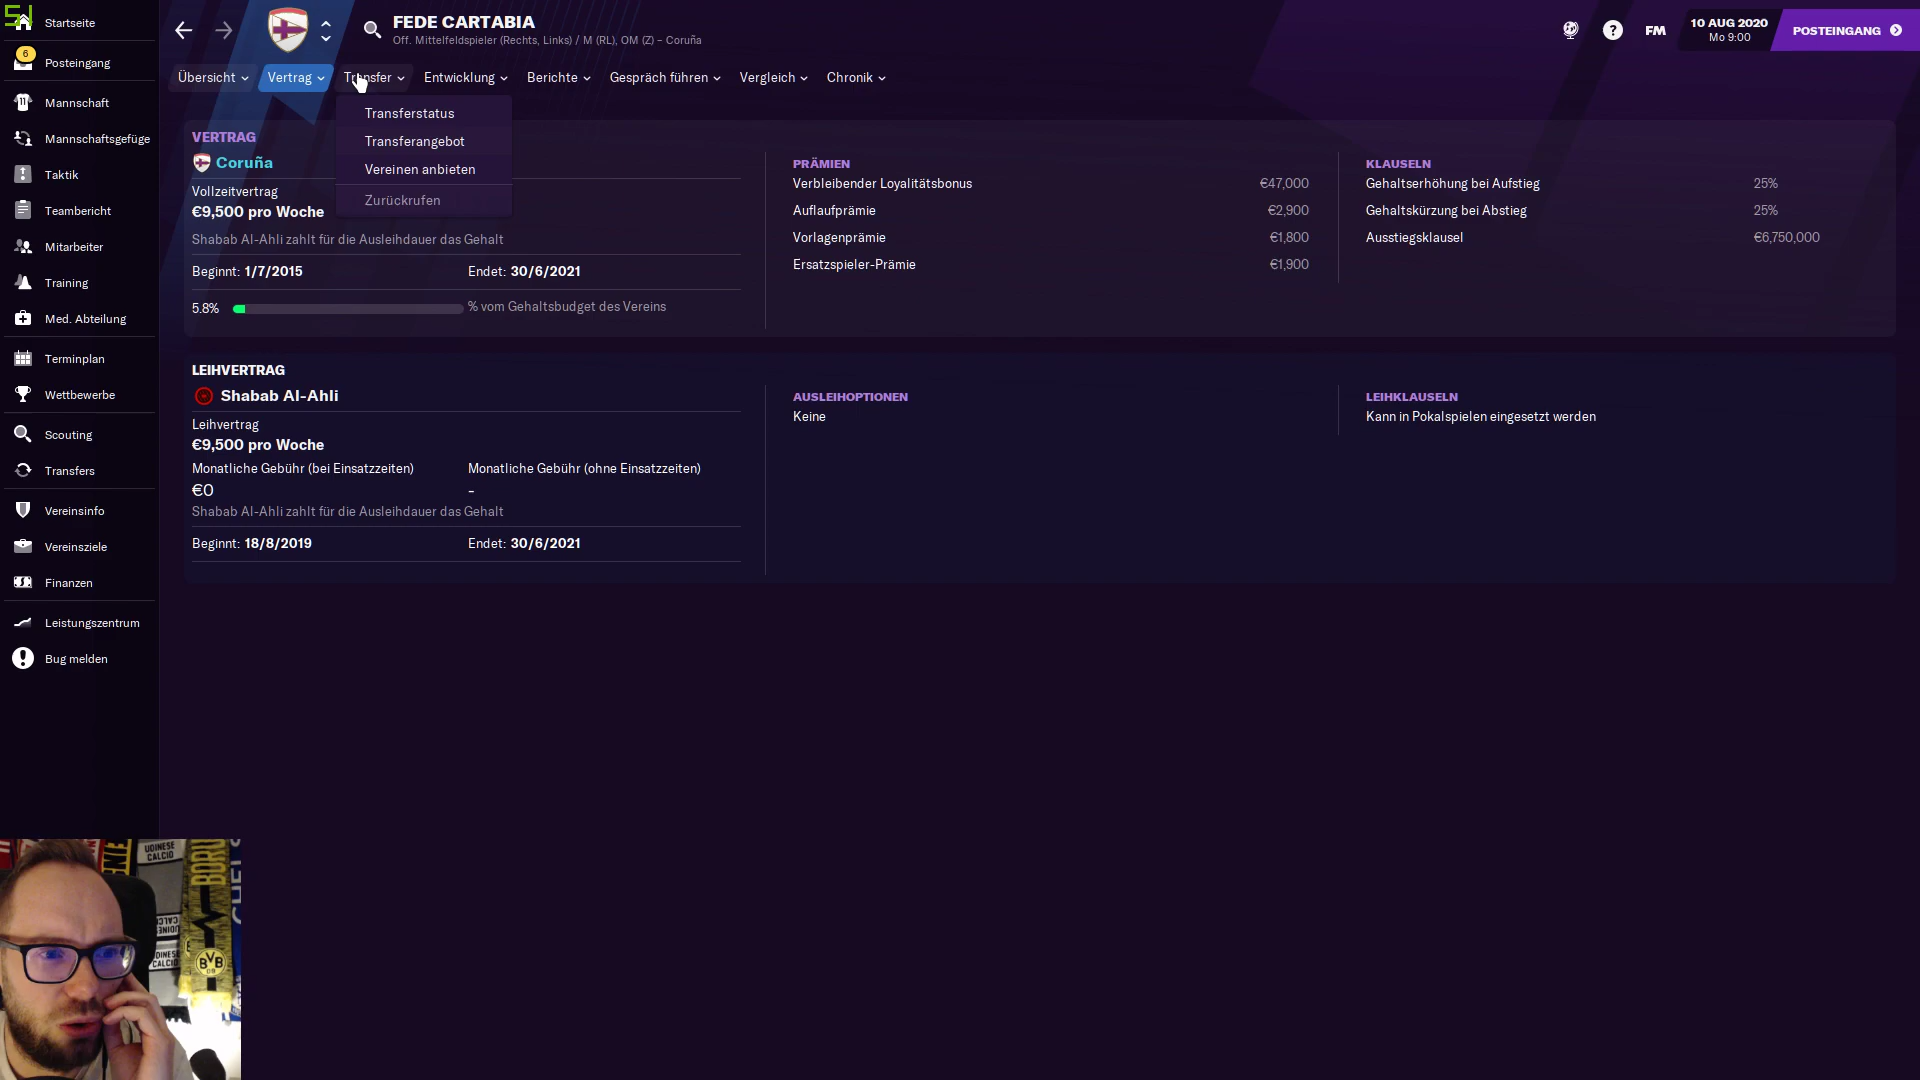 Startseite
6
Posteingang
11
Mannschaft
Mannschaftsgefüge
Taktik
Teambericht
Mitarbeiter
Training
Med. Abteilung
Terminplan
Wettbewerbe
Scouting
Transfers
Vereinsinfo
Vereinsziele
Finanzen
Leistungszentrum
Bug melden
FEDE CARTABIA
Off. Mittelfeldspieler (Rechts, Links) / M (RL), OM (Z) – Coruña
FM
10 AUG 2020
Mo 9:00
POSTEINGANG
Übersicht
Vertrag
Transfer
Entwicklung
Berichte
Gespräch führen
Vergleich
Chronik
Transferstatus
Transferangebot
Vereinen anbieten
Zurückrufen
VERTRAG
Coruña
Vollzeitvertrag
€9,500 pro Woche
Shabab Al-Ahli zahlt für die Ausleihdauer das Gehalt
Beginnt: 1/7/2015
Endet: 30/6/2021
5.8%
% vom Gehaltsbudget des Vereins
PRÄMIEN
Verbleibender Loyalitätsbonus €47,000
Auflaufprämie €2,900
Vorlagenprämie €1,800
Ersatzspieler-Prämie €1,900
KLAUSELN
Gehaltserhöhung bei Aufstieg 25%
Gehaltskürzung bei Abstieg 25%
Ausstiegsklausel €6,750,000
LEIHVERTRAG
Shabab Al-Ahli
Leihvertrag
€9,500 pro Woche
Monatliche Gebühr (bei Einsatzzeiten)
€0
Monatliche Gebühr (ohne Einsatzzeiten)
-
Shabab Al-Ahli zahlt für die Ausleihdauer das Gehalt
Beginnt: 18/8/2019
Endet: 30/6/2021
AUSLEIHOPTIONEN
Keine
LEIHKLAUSELN
Kann in Pokalspielen eingesetzt werden
UDINESE
CALCIO
BORU
BVB
09